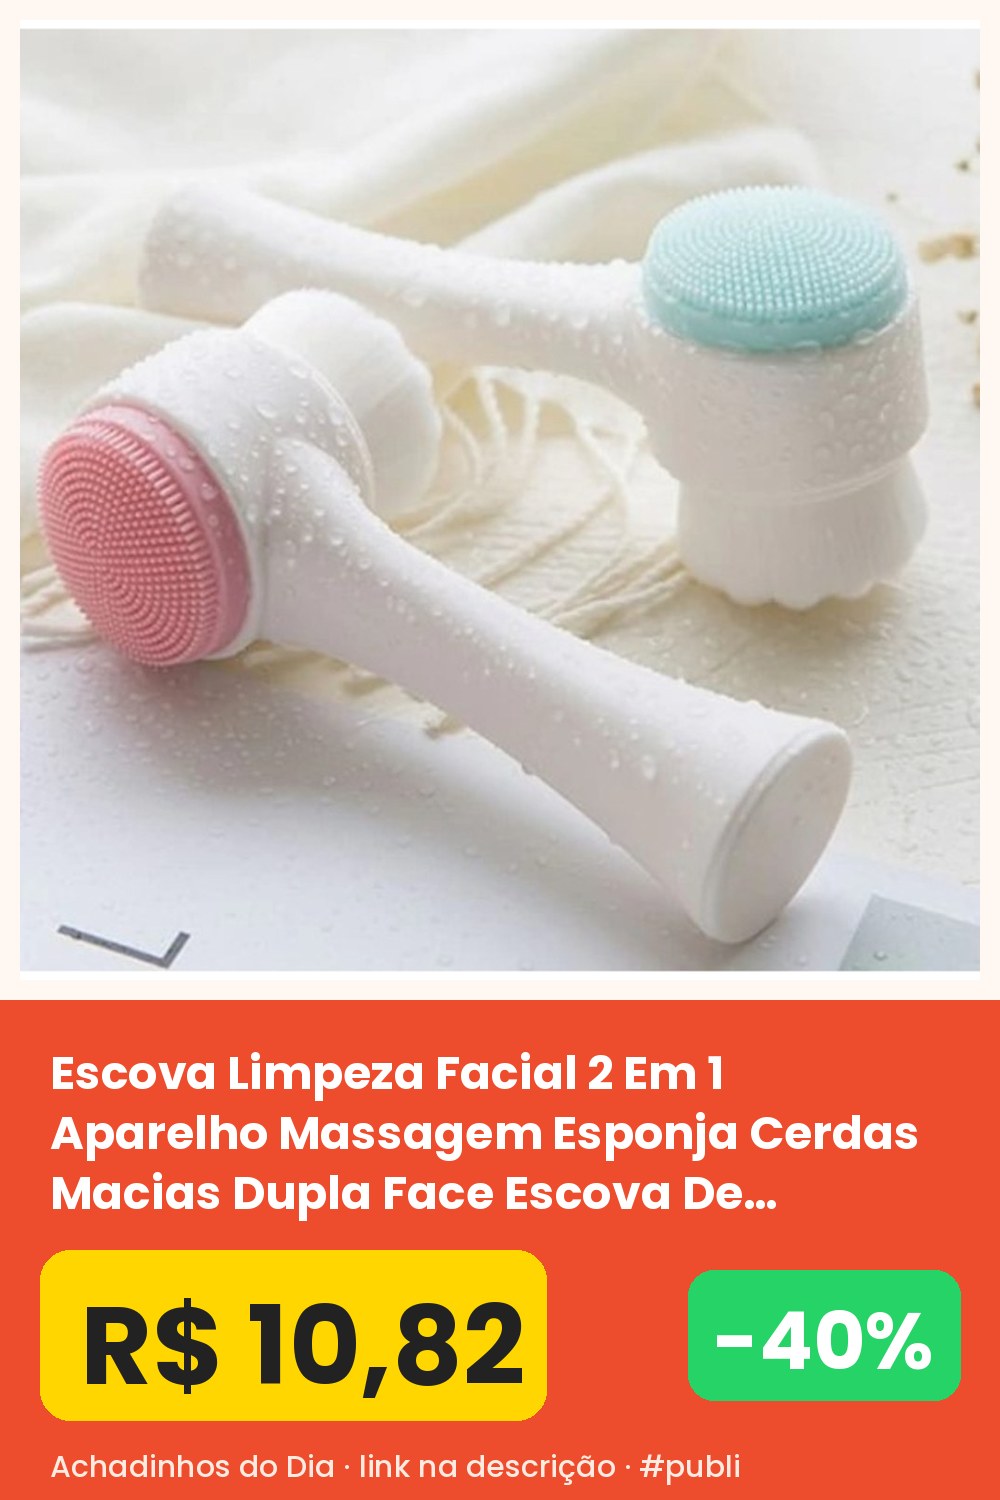 Escova Limpeza Facial 2 Em 1
Aparelho Massagem Esponja Cerdas
Macias Dupla Face Escova De...
R$ 10,82
-40%
Achadinhos do Dia · link na descrição · #publi